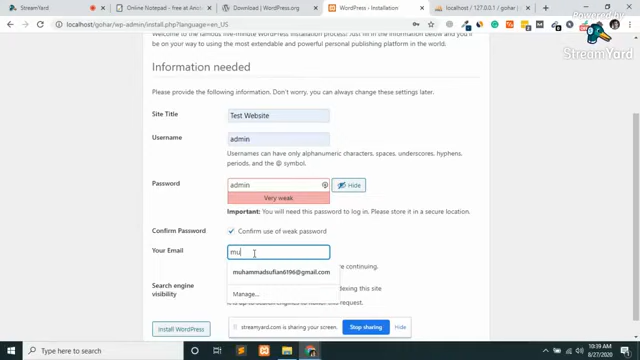 StreamYard
Online Notepad - free at
Download | WordPress.org
WordPress › Installation
localhost / 127.0.0.1 / gohar
localhost/gohar/wp-admin/install.php?language=en_US
Powered by
StreamYard
Welcome to the famous five-minute WordPress installation process! Just fill in the information below and you'll
be on your way to using the most extendable and powerful personal publishing platform in the world.
Information needed
Please provide the following information. Don't worry, you can always change these settings later.
Site Title
Test Website
Username
admin
Usernames can have only alphanumeric characters, spaces, underscores, hyphens,
periods, and the @ symbol.
Password
admin
Hide
Very weak
Important: You will need this password to log in. Please store it in a secure location.
Confirm Password
Confirm use of weak password
Your Email
mu
continuing.
muhammadsufian6196@gmail.com
Search engine
visibility
indexing this site
Manage...
this request.
Install WordPress
streamyard.com is sharing your screen.
Stop sharing
Hide
10:39 AM
8/27/2020